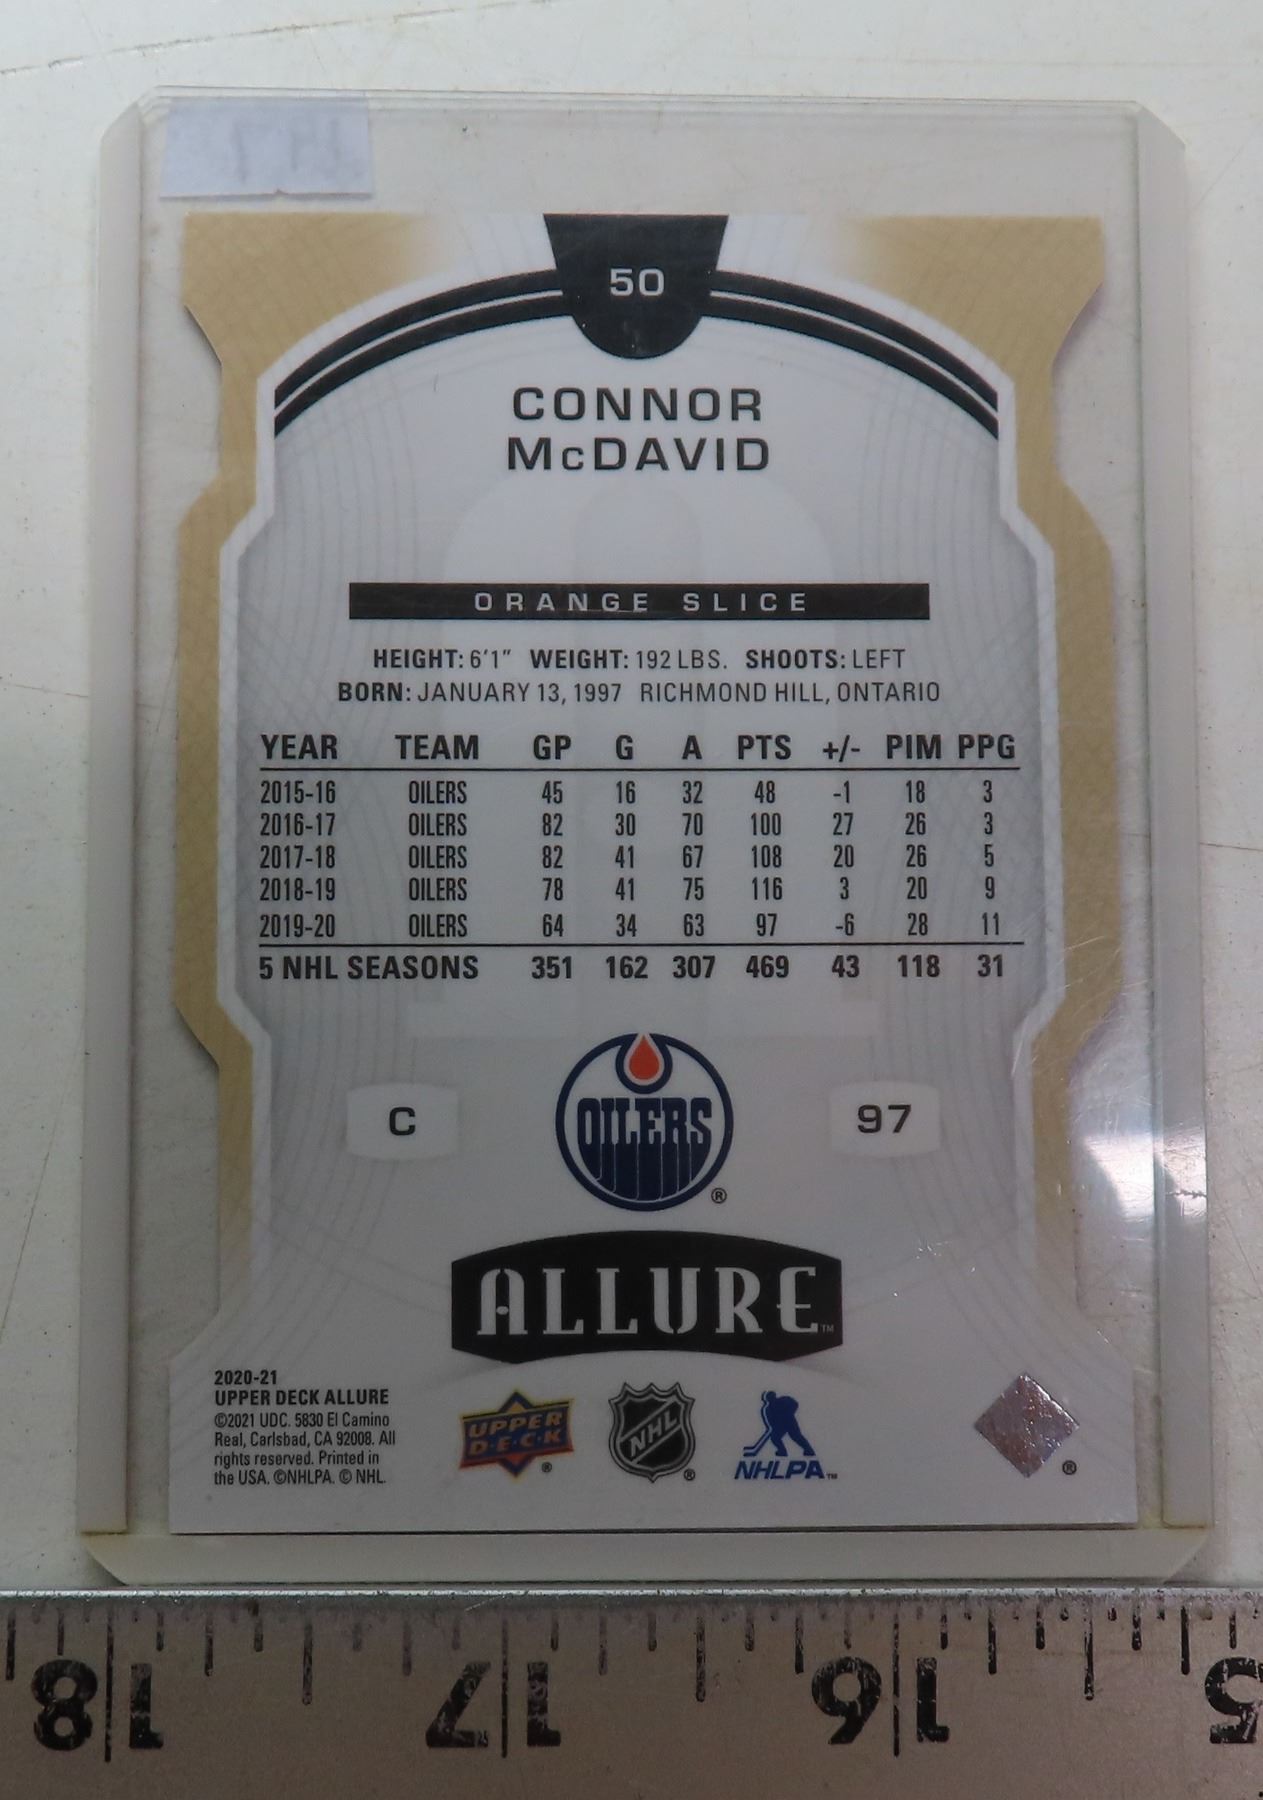 50
CONNOR
McDAVID
ORANGE SLICE
HEIGHT: 6'1" WEIGHT: 192 LBS. SHOOTS: LEFT
BORN: JANUARY 13, 1997 RICHMOND HILL, ONTARIO
YEAR TEAM GP G A PTS +/- PIM PPG
2015-16 OILERS 45 16 32 48 -1 18 3
2016-17 OILERS 82 30 70 100 27 26 3
2017-18 OILERS 82 41 67 108 20 26 5
2018-19 OILERS 78 41 75 116 3 20 9
2019-20 OILERS 64 34 63 97 -6 28 11
5 NHL SEASONS 351 162 307 469 43 118 31
C OILERS ® 97
ALLURE™
2020-21
UPPER DECK ALLURE
©2021 UDC. 5830 El Camino
Real, Carlsbad, CA 92008. All
rights reserved. Printed in
the USA. ©NHLPA. © NHL.
UPPER DECK ® NHL ® NHLPA™ ®
18 17 16 15